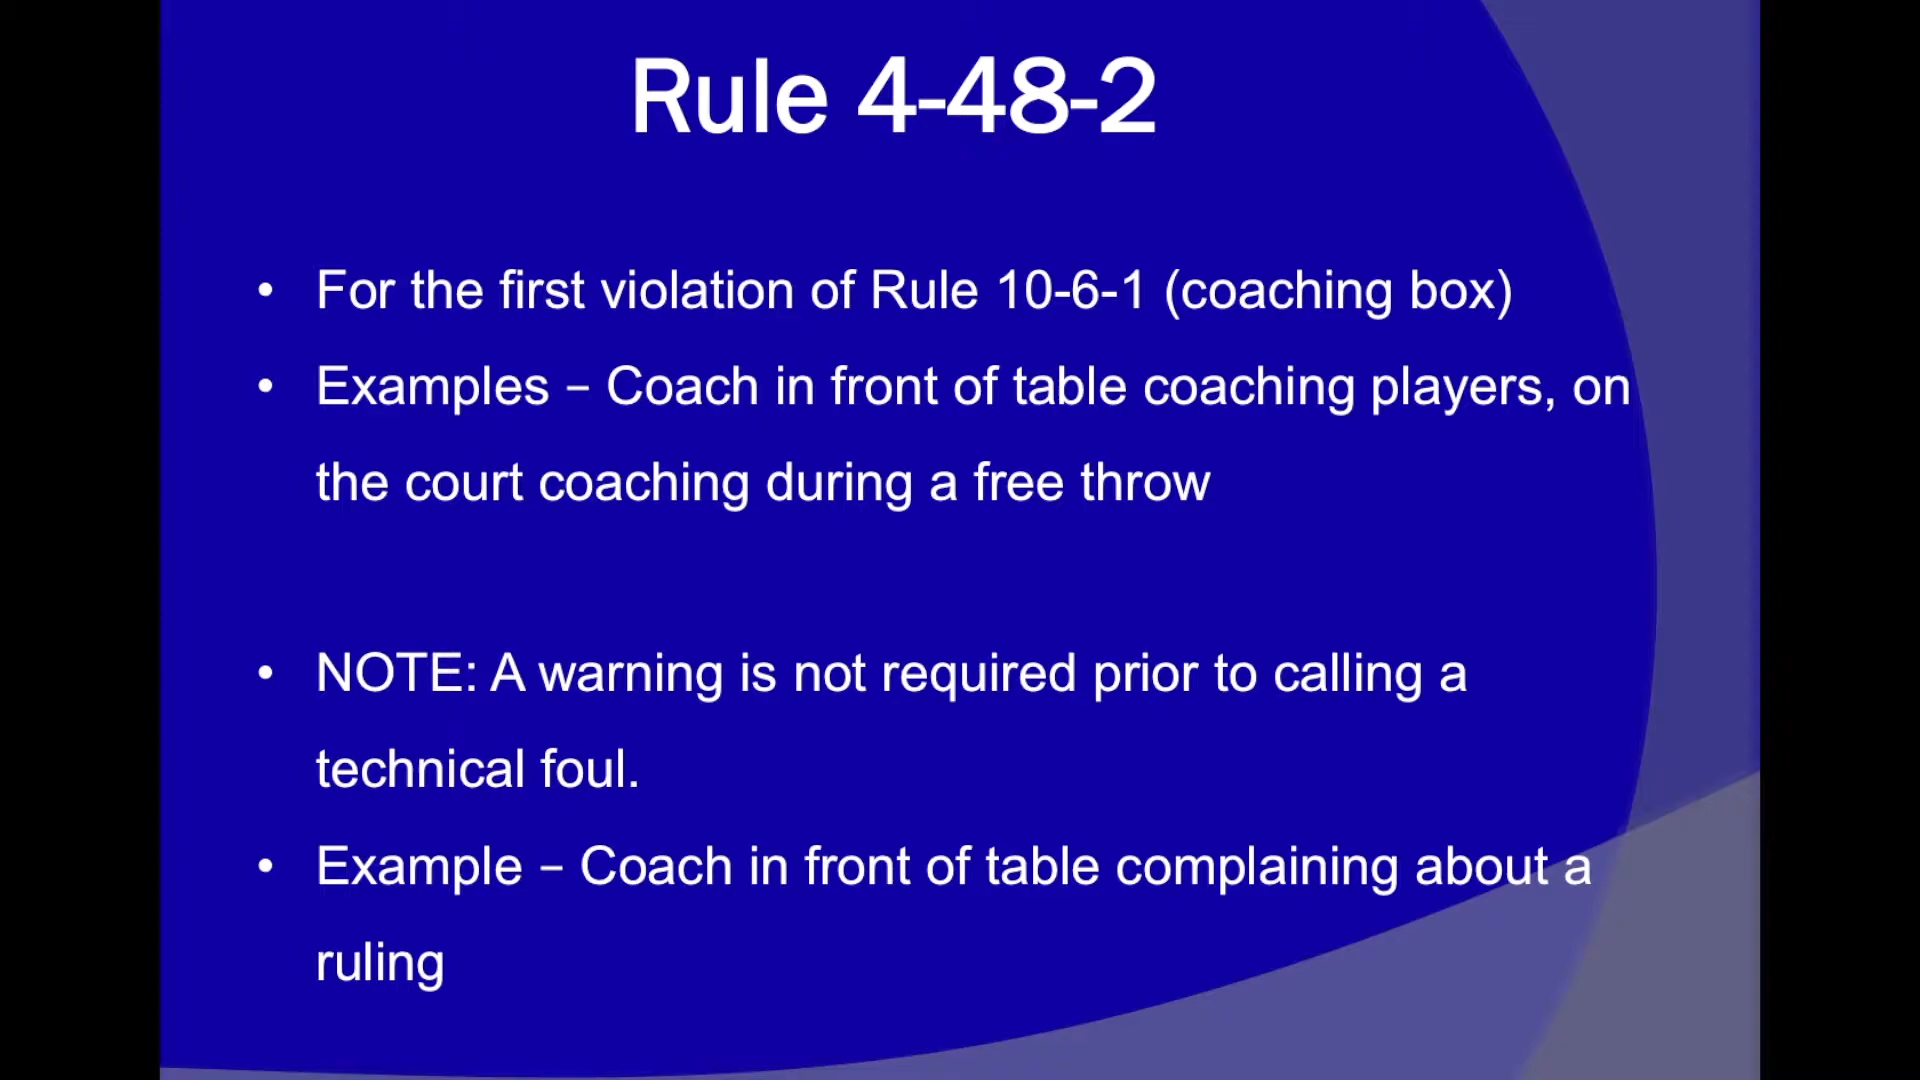 Rule 4-48-2
• For the first violation of Rule 10-6-1 (coaching box)
• Examples – Coach in front of table coaching players, on
the court coaching during a free throw
• NOTE: A warning is not required prior to calling a
technical foul.
• Example – Coach in front of table complaining about a
ruling